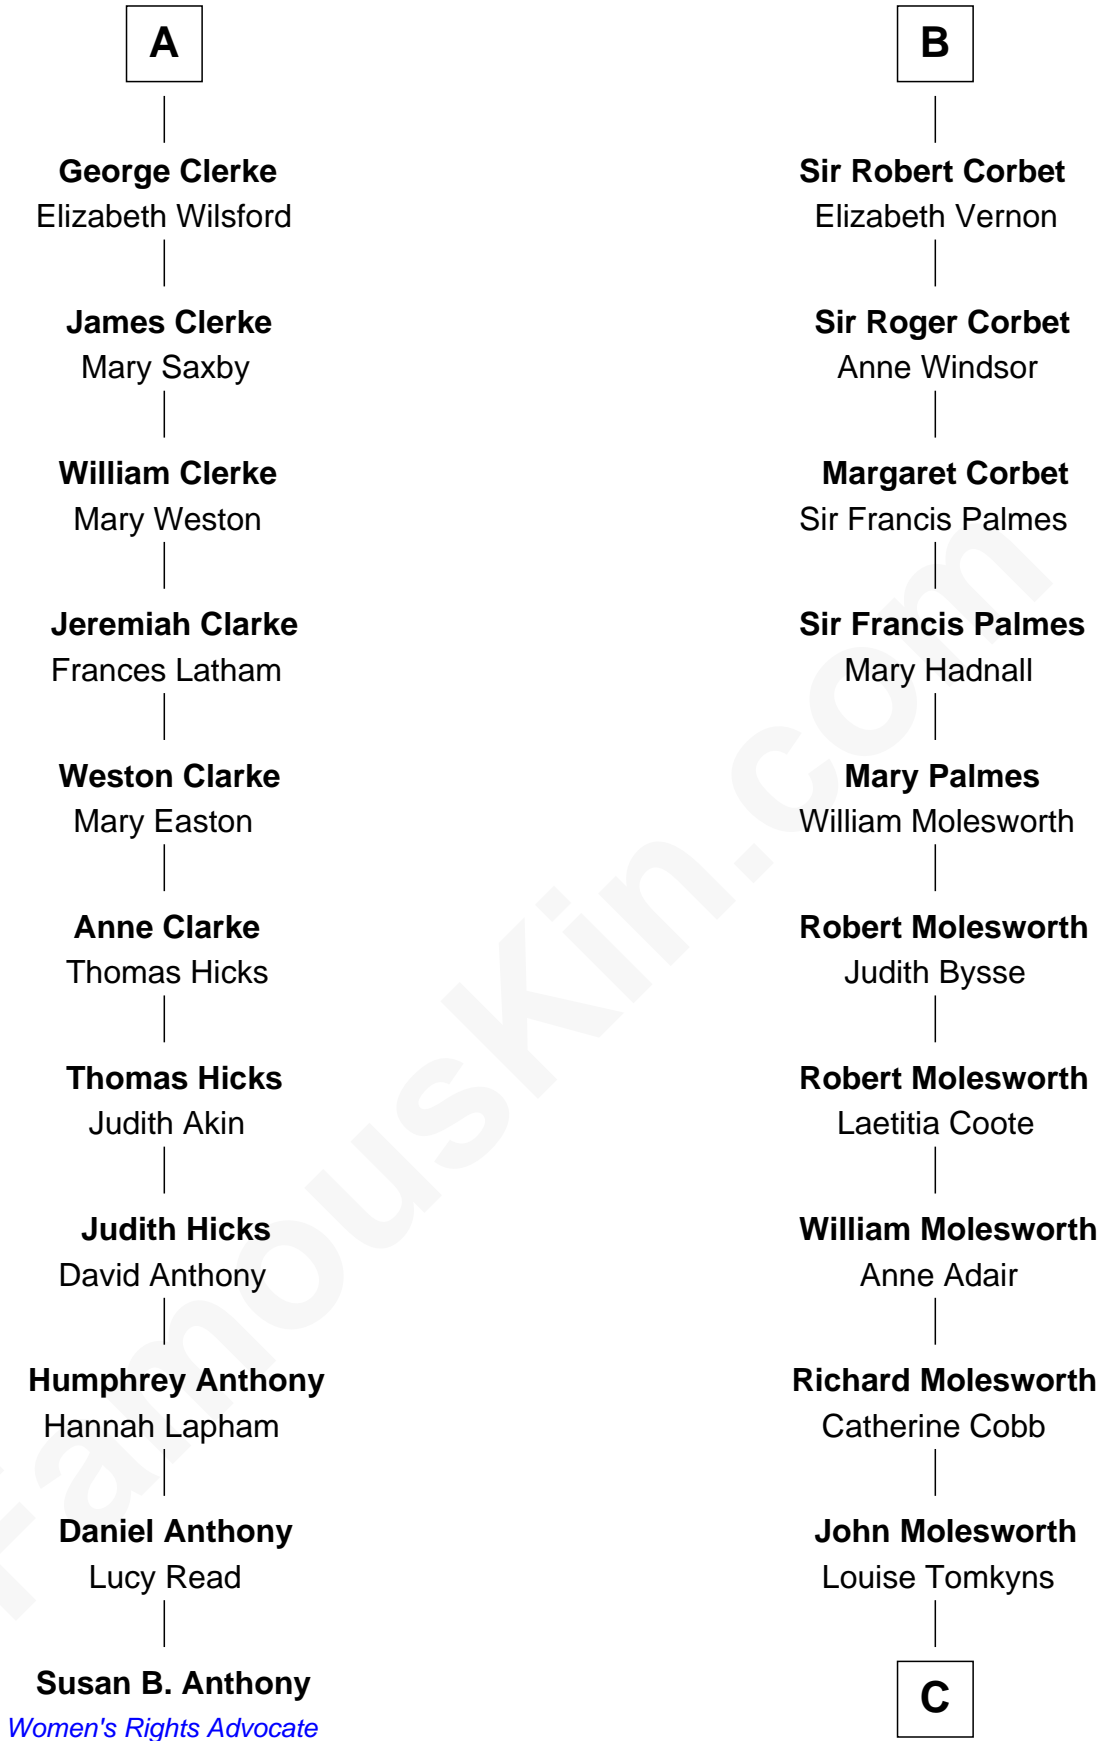 A
George Clerke
Elizabeth Wilsford
James Clerke
Mary Saxby
William Clerke
Mary Weston
Jeremiah Clarke
Frances Latham
Weston Clarke
Mary Easton
Anne Clarke
Thomas Hicks
Thomas Hicks
Judith Akin
Judith Hicks
David Anthony
Humphrey Anthony
Hannah Lapham
Daniel Anthony
Lucy Read
Susan B. Anthony
Women's Rights Advocate
B
Sir Robert Corbet
Elizabeth Vernon
Sir Roger Corbet
Anne Windsor
Margaret Corbet
Sir Francis Palmes
Sir Francis Palmes
Mary Hadnall
Mary Palmes
William Molesworth
Robert Molesworth
Judith Bysse
Robert Molesworth
Laetitia Coote
William Molesworth
Anne Adair
Richard Molesworth
Catherine Cobb
John Molesworth
Louise Tomkyns
C
FamousKin.com